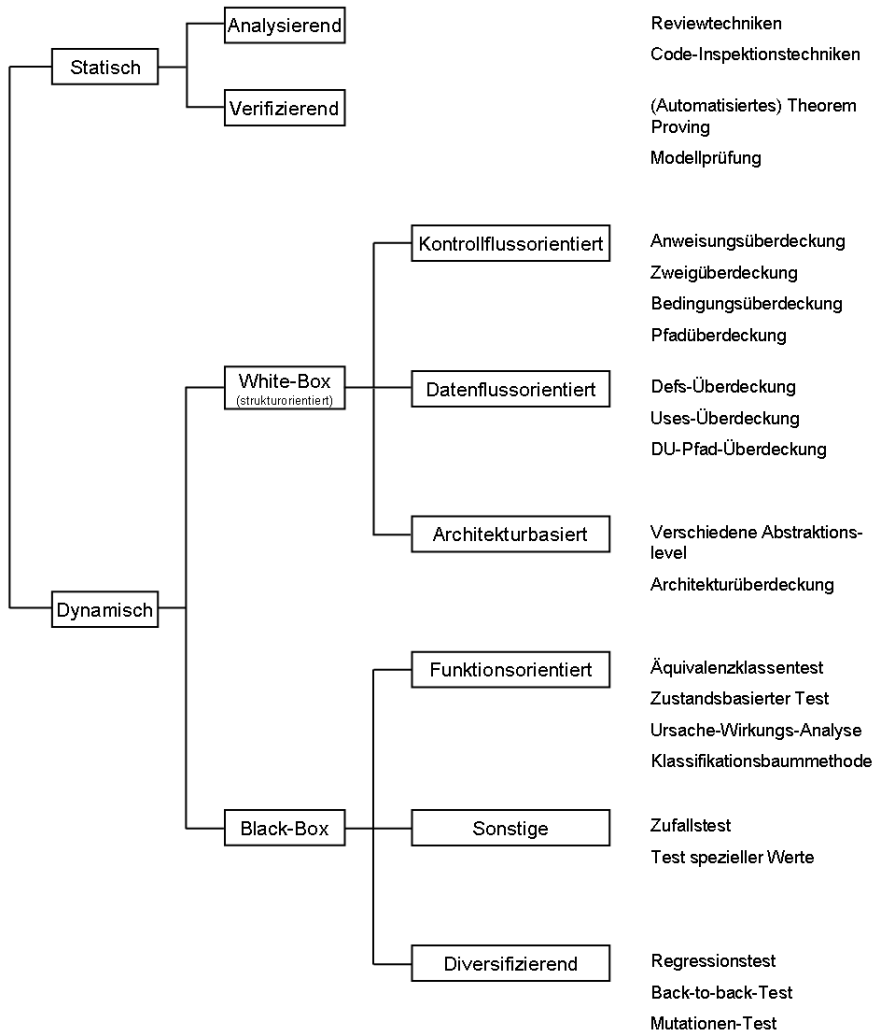 Analysierend
Reviewtechniken
Code-Inspektionstechniken
Statisch
Verifizierend
(Automatisiertes) Theorem
Proving
Modellprüfung
Kontrollflussorientiert
Anweisungsüberdeckung
Zweigüberdeckung
Bedingungsüberdeckung
Pfadüberdeckung
White-Box
(strukturorientiert)
Datenflussorientiert
Defs-Überdeckung
Uses-Überdeckung
DU-Pfad-Überdeckung
Architekturbasiert
Verschiedene Abstraktions-
level
Architekturüberdeckung
Dynamisch
Funktionsorientiert
Äquivalenzklassentest
Zustandsbasierter Test
Ursache-Wirkungs-Analyse
Klassifikationsbaummethode
Black-Box
Sonstige
Zufallstest
Test spezieller Werte
Diversifizierend
Regressionstest
Back-to-back-Test
Mutationen-Test